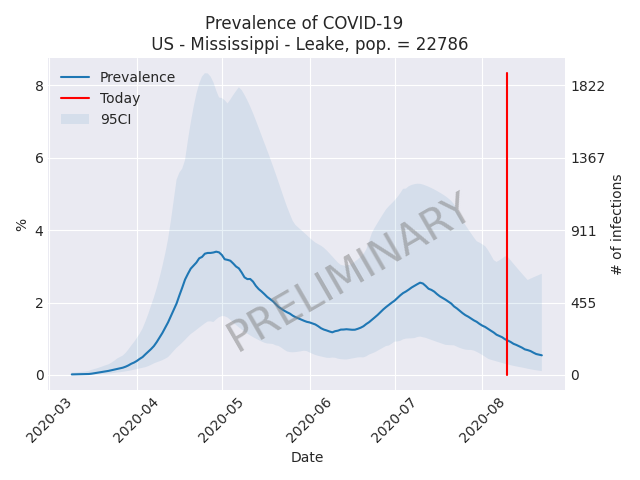 Prevalence of COVID-19
US - Mississippi - Leake, pop. = 22786
Prevalence
Today
95CI
8
6
4
2
0
%
1822
1367
911
455
0
# of infections
PRELIMINARY
2020-03
2020-04
2020-05
2020-06
2020-07
2020-08
Date